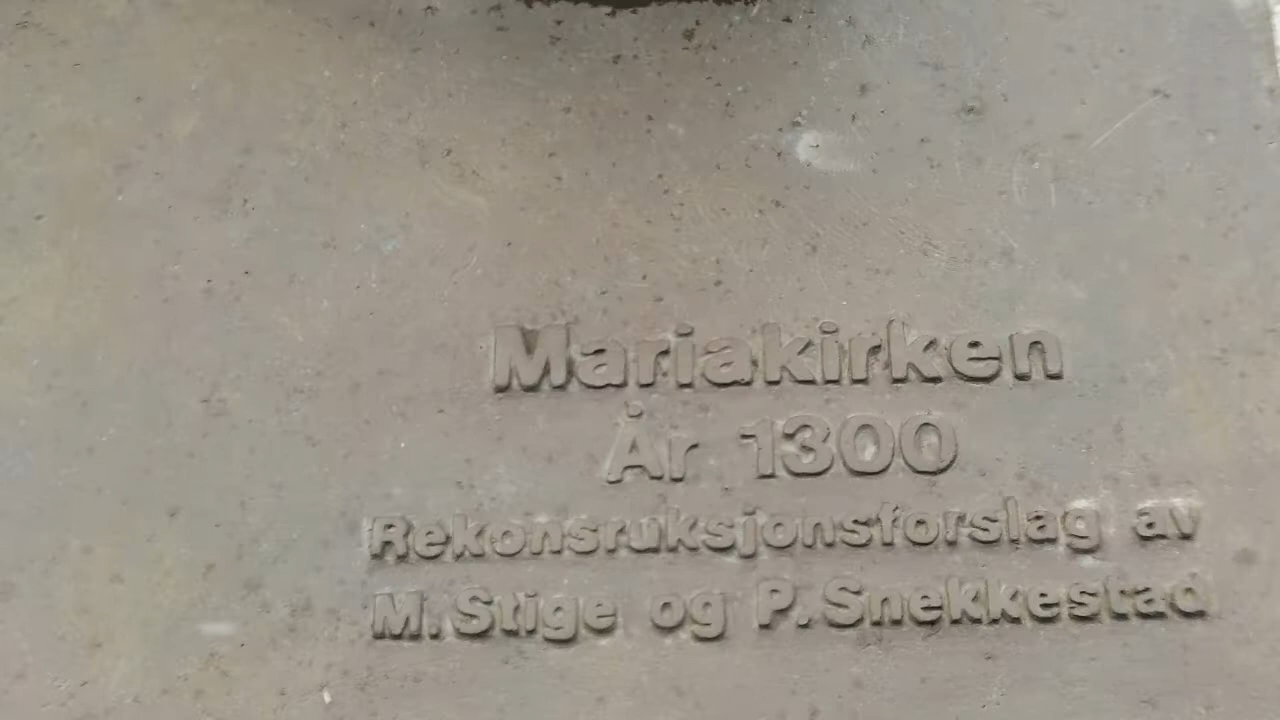 Mariakirken
År 1300
Rekonsruksjonsforslag av
M. Stige og P. Snekkestad